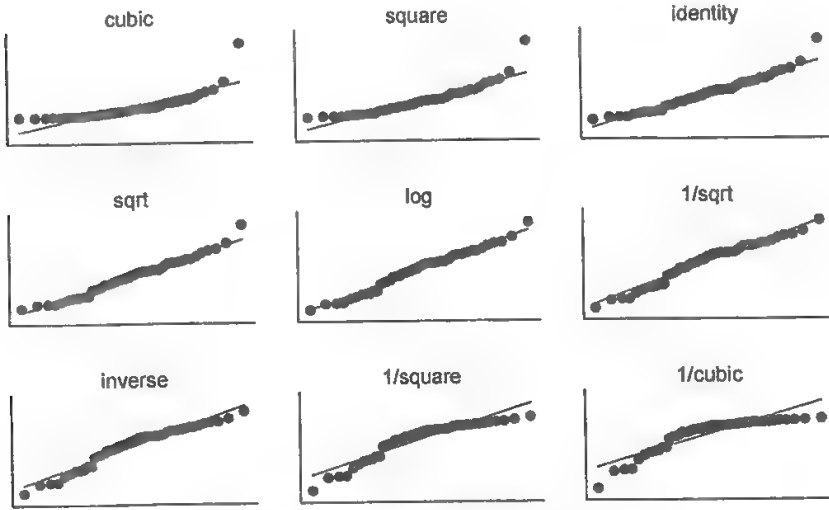 cubic
square
identity
sqrt
log
1/sqrt
inverse
1/square
1/cubic